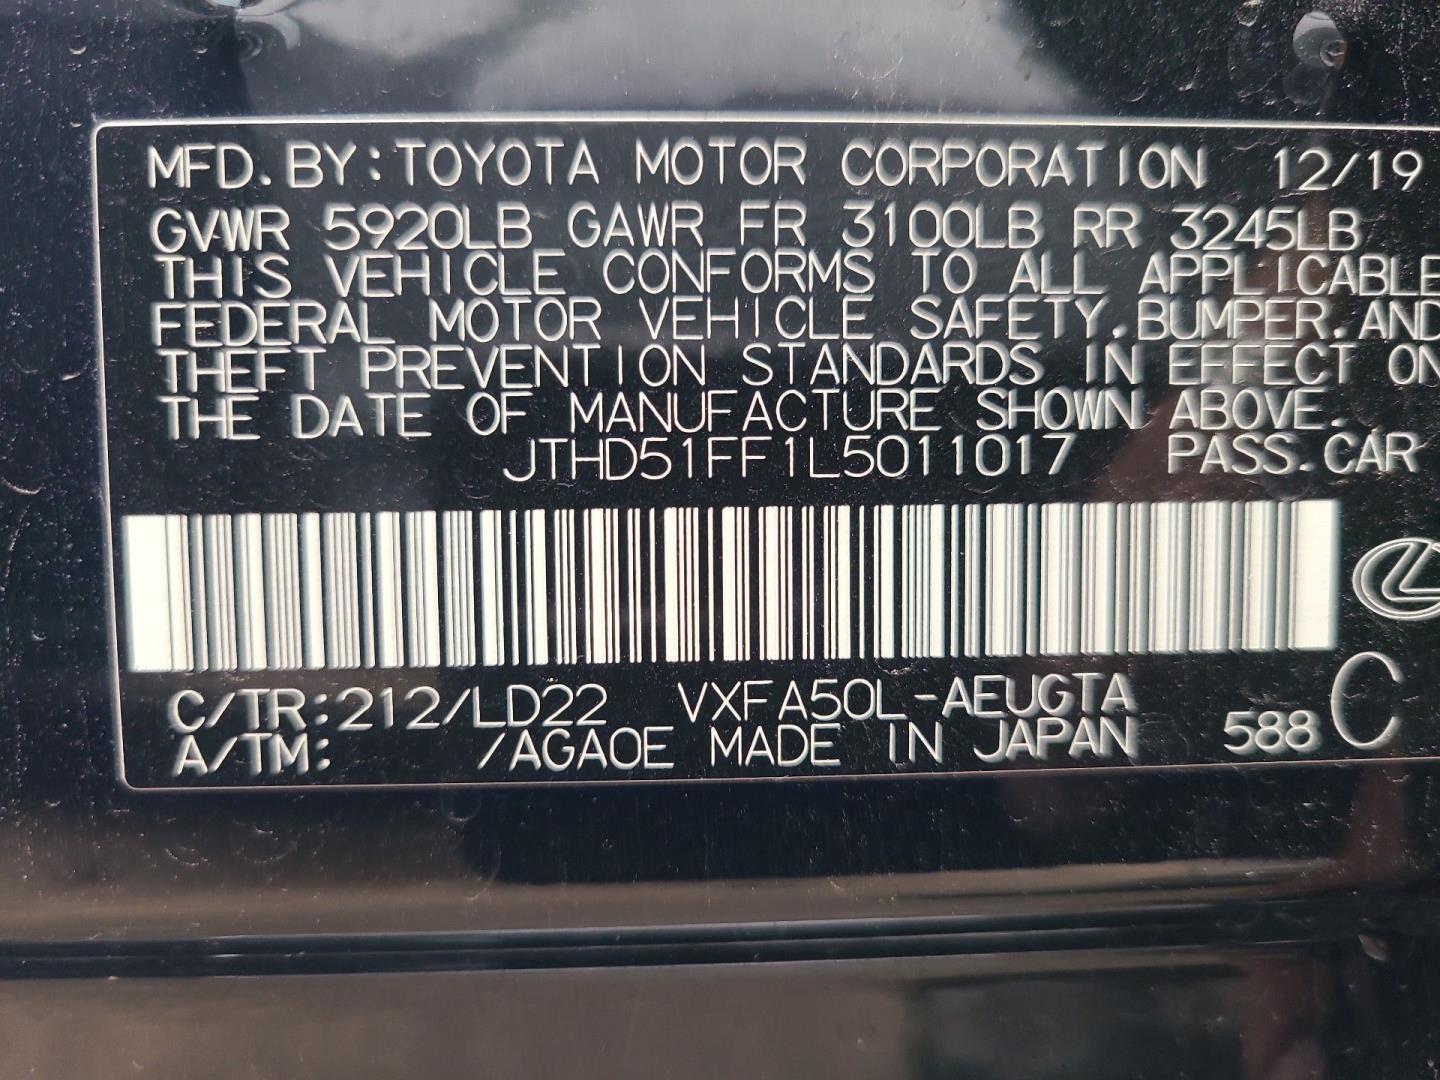 MFD.BY:TOYOTA MOTOR CORPORATION 12/19
GVWR 5920LB GAWR FR 3100LB RR 3245LB
THIS VEHICLE CONFORMS TO ALL APPLICABLE
FEDERAL MOTOR VEHICLE SAFETY,BUMPER,AND
THEFT PREVENTION STANDARDS IN EFFECT ON
THE DATE OF MANUFACTURE SHOWN ABOVE.
JTHD51FF1L5011017 PASS.CAR
C/TR:212/LD22 VXFA50L-AEUGTA
A/TM: /AGA0E MADE IN JAPAN 588 C